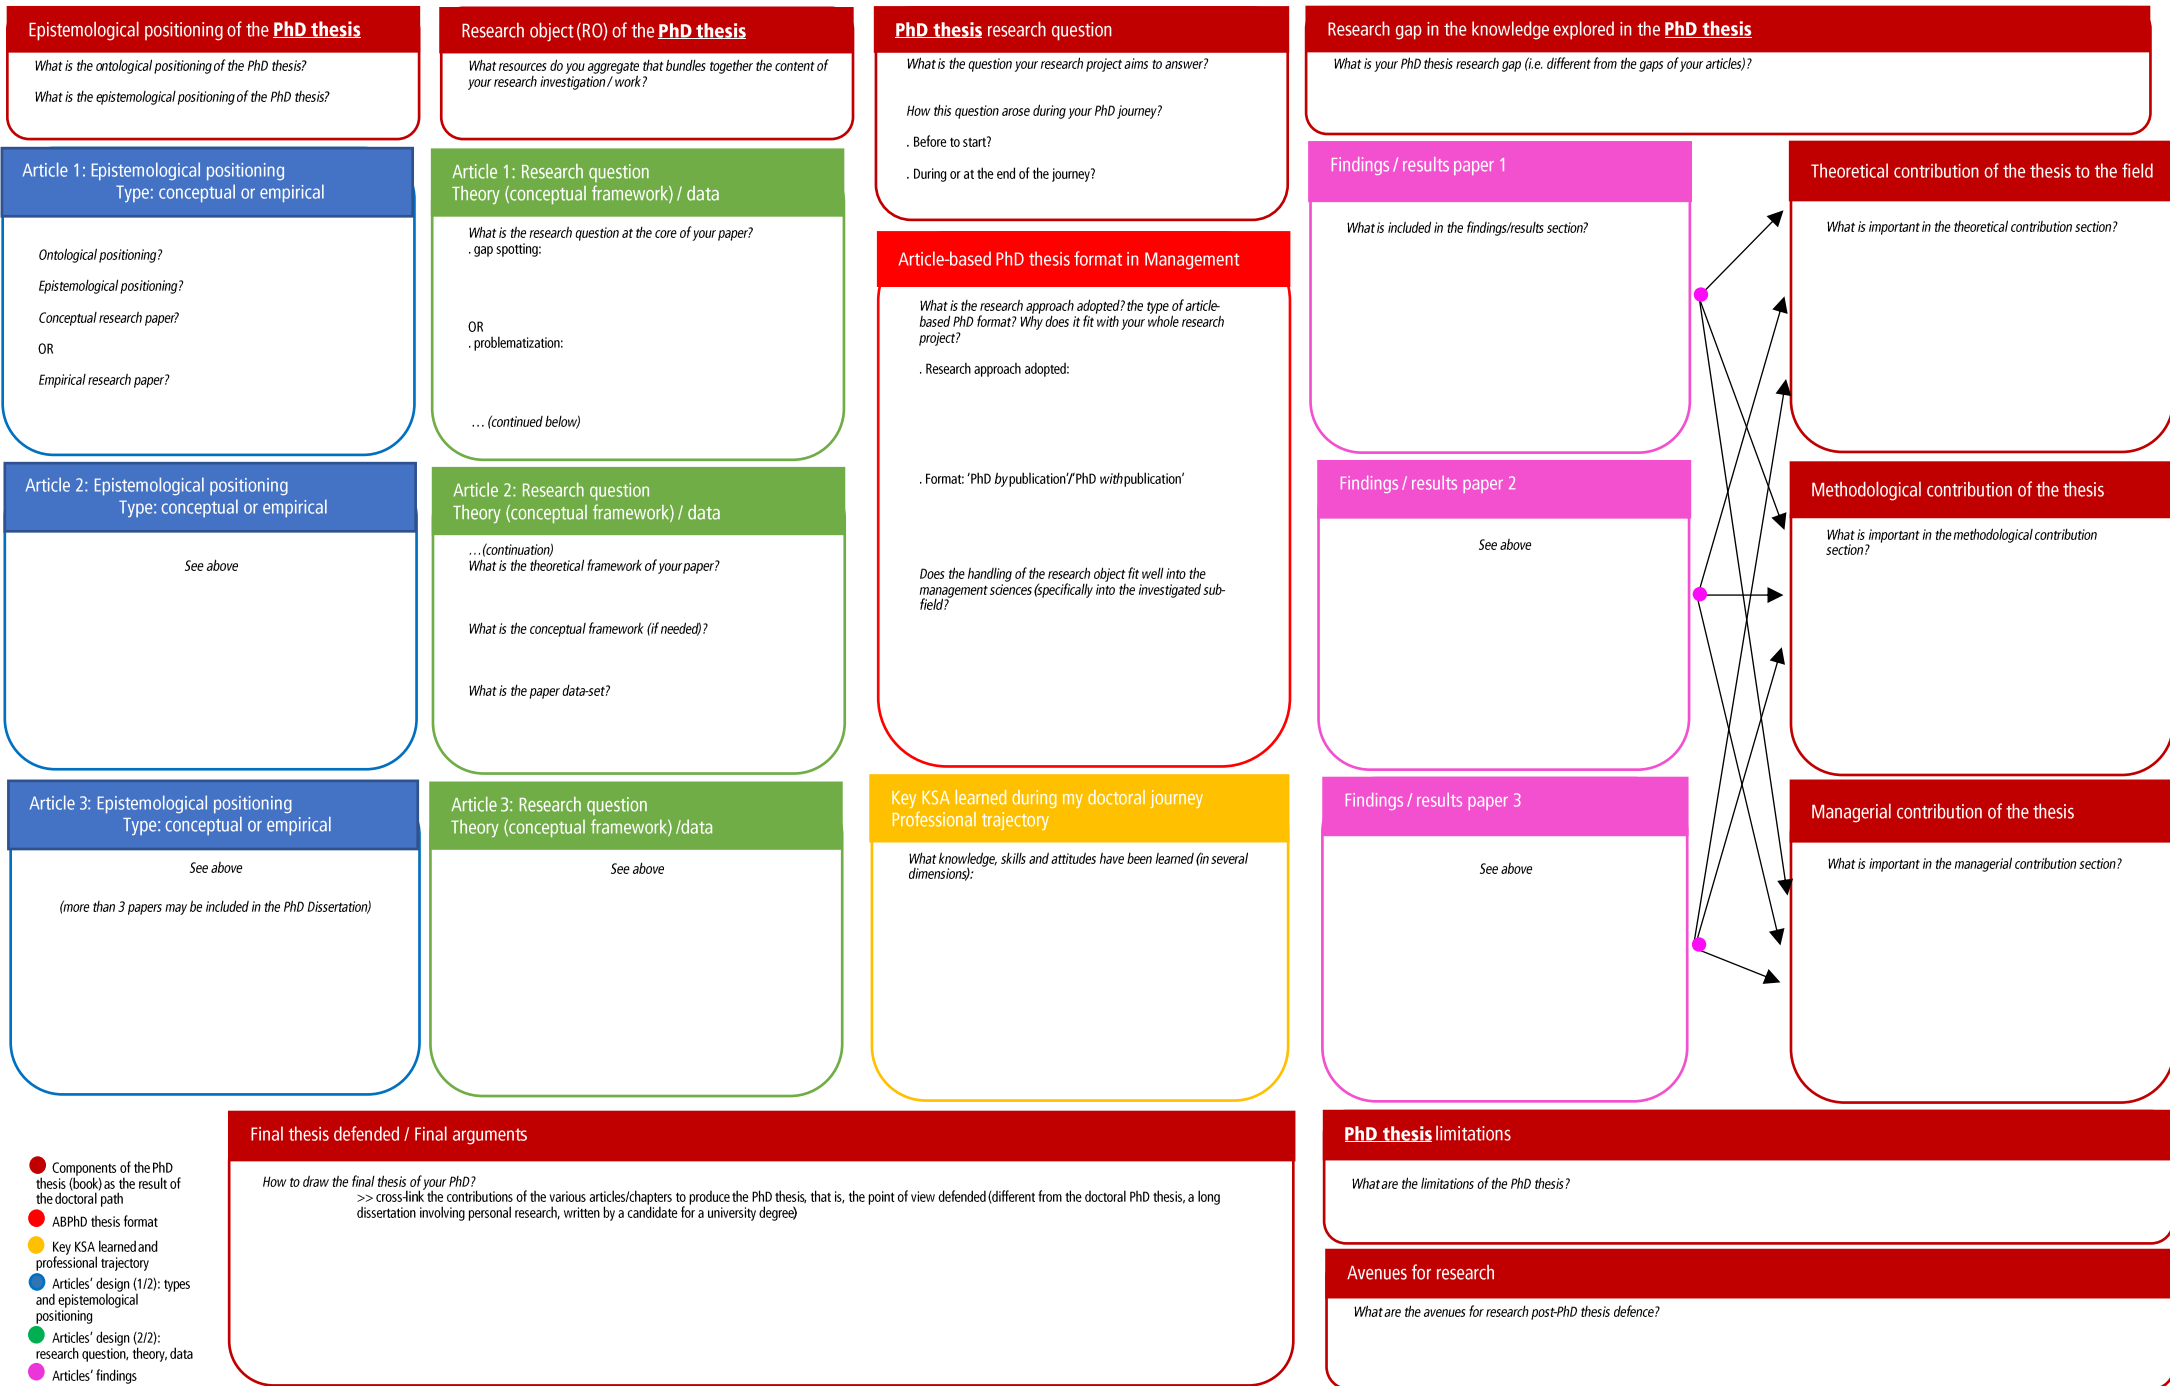 Epistemological positioning of the PhD thesis
What is the ontological positioning of the PhD thesis?
What is the epistemological positioning of the PhD thesis?
Research object (RO) of the PhD thesis
What resources do you aggregate that bundles together the content of
your research investigation / work?
PhD thesis research question
What is the question your research project aims to answer?
How this question arose during your PhD journey?
. Before to start?
. During or at the end of the journey?
Research gap in the knowledge explored in the PhD thesis
What is your PhD thesis research gap (i.e. different from the gaps of your articles)?
Article 1: Epistemological positioning
Type: conceptual or empirical
Ontological positioning?
Epistemological positioning?
Conceptual research paper?
OR
Empirical research paper?
Article 1: Research question
Theory (conceptual framework) / data
What is the research question at the core of your paper?
. gap spotting:
OR
. problematization:
... (continued below)
Article-based PhD thesis format in Management
What is the research approach adopted? the type of article-
based PhD format? Why does it fit with your whole research
project?
. Research approach adopted:
. Format: ‘PhD by publication’/‘PhD with publication’
Does the handling of the research object fit well into the
management sciences (specifically into the investigated sub-
field?
Findings / results paper 1
What is included in the findings/results section?
Theoretical contribution of the thesis to the field
What is important in the theoretical contribution section?
Article 2: Epistemological positioning
Type: conceptual or empirical
See above
Article 2: Research question
Theory (conceptual framework) / data
...(continuation)
What is the theoretical framework of your paper?
What is the conceptual framework (if needed)?
What is the paper data-set?
Findings / results paper 2
See above
Methodological contribution of the thesis
What is important in the methodological contribution
section?
Article 3: Epistemological positioning
Type: conceptual or empirical
See above
(more than 3 papers may be included in the PhD Dissertation)
Article 3: Research question
Theory (conceptual framework) /data
See above
Key KSA learned during my doctoral journey
Professional trajectory
What knowledge, skills and attitudes have been learned (in several
dimensions):
Findings / results paper 3
See above
Managerial contribution of the thesis
What is important in the managerial contribution section?
Components of the PhD
thesis (book) as the result of
the doctoral path
ABPhD thesis format
Key KSA learned and
professional trajectory
Articles’ design (1/2): types
and epistemological
positioning
Articles’ design (2/2):
research question, theory, data
Articles’ findings
Final thesis defended / Final arguments
How to draw the final thesis of your PhD?
>> cross-link the contributions of the various articles/chapters to produce the PhD thesis, that is, the point of view defended (different from the doctoral PhD thesis, a long
dissertation involving personal research, written by a candidate for a university degree)
PhD thesis limitations
What are the limitations of the PhD thesis?
Avenues for research
What are the avenues for research post-PhD thesis defence?